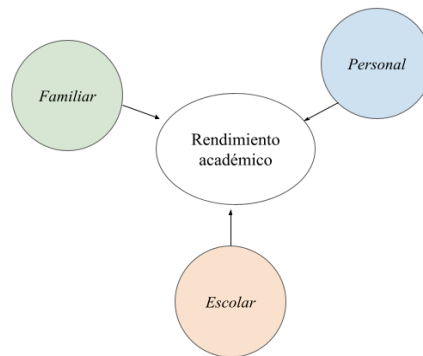 Personal
Familiar
Rendimiento
académico
Escolar